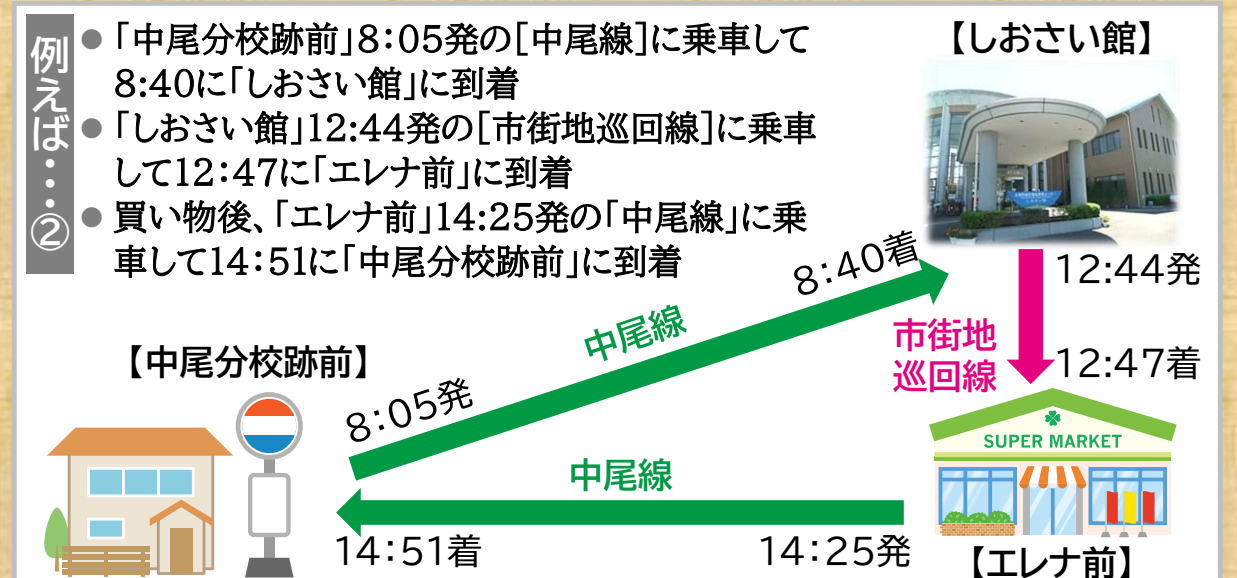 例えば…②
●「中尾分校跡前」8:05発の[中尾線]に乗車して
8:40に「しおさい館」に到着
●「しおさい館」12:44発の[市街地巡回線]に乗車
して12:47に「エレナ前」に到着
●買い物後、「エレナ前」14:25発の「中尾線」に乗
車して14:51に「中尾分校跡前」に到着
【しおさい館】
8:40着
12:44発
中尾線
市街地
巡回線
12:47着
【中尾分校跡前】
8:05発
SUPER MARKET
中尾線
14:51着
14:25発
【エレナ前】